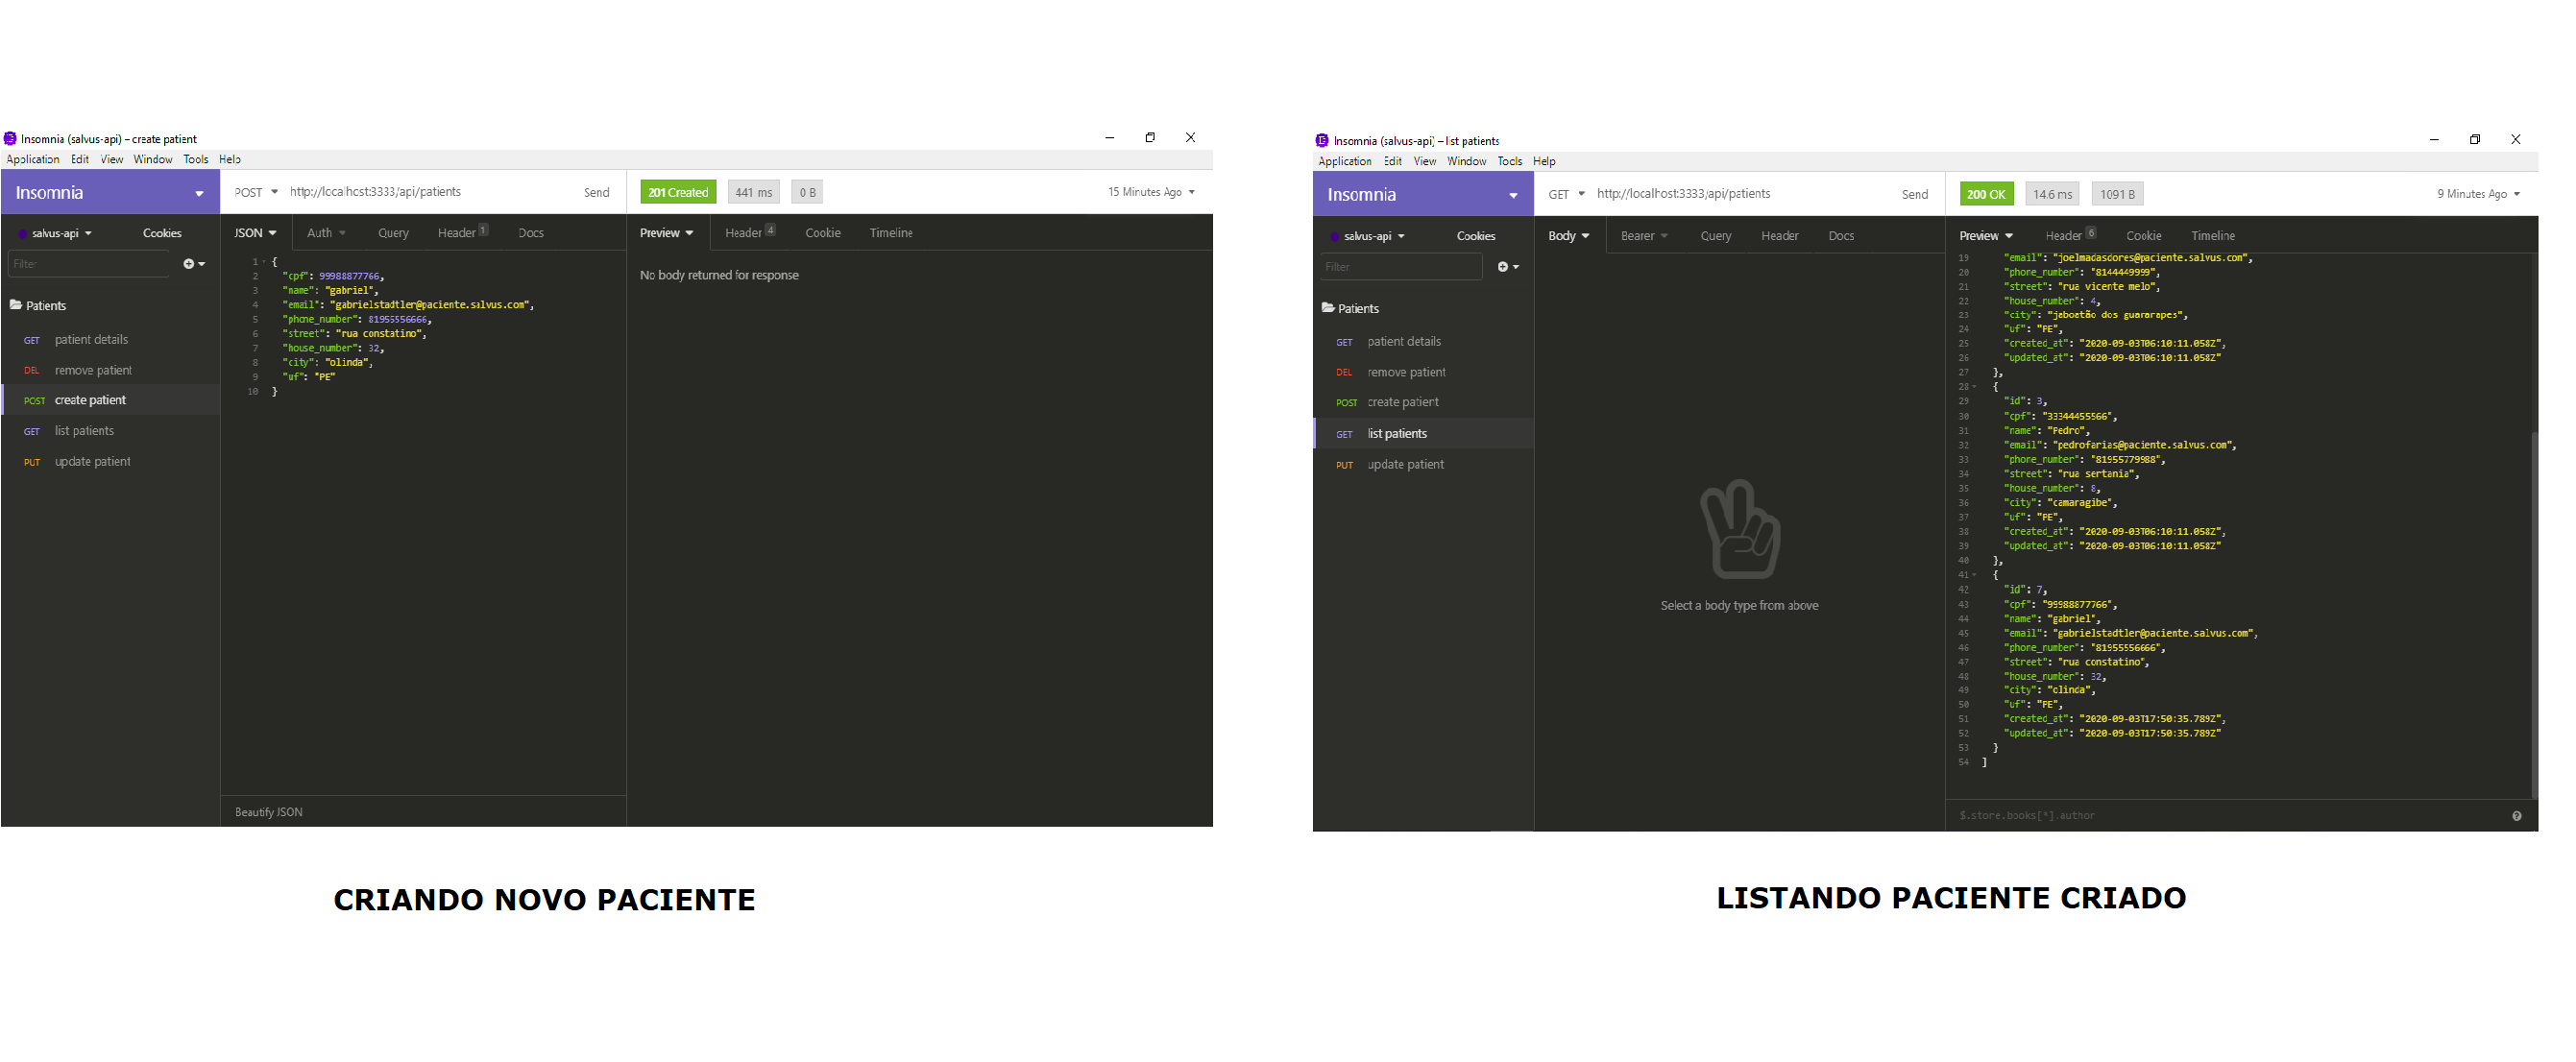 Insomnia (salvus-api) – create patient
Application Edit View Window Tools Help
Insomnia
POST http://localhost:3333/api/patients Send
201 Created 441 ms 0 B 15 Minutes Ago
salvus-api Cookies
JSON Auth Query Header 1 Docs
Preview Header 4 Cookie Timeline
Filter
No body returned for response
Patients
GET patient details
DEL remove patient
POST create patient
GET list patients
PUT update patient
1 {
2 "cpf": 99988877766,
3 "name": "gabriel",
4 "email": "gabrielstadtler@paciente.salvus.com",
5 "phone_number": 81955556666,
6 "street": "rua constatino",
7 "house_number": 32,
8 "city": "olinda",
9 "uf": "PE"
10 }
Beautify JSON
CRIANDO NOVO PACIENTE
Insomnia (salvus-api) – list patients
Application Edit View Window Tools Help
Insomnia
GET http://localhost:3333/api/patients Send
200 OK 14.6 ms 1091 B 9 Minutes Ago
salvus-api Cookies
Body Bearer Query Header Docs
Preview Header 6 Cookie Timeline
Filter
Patients
GET patient details
DEL remove patient
POST create patient
GET list patients
PUT update patient
Select a body type from above
19 "email": "joelmadasdores@paciente.salvus.com",
20 "phone_number": "8144449999",
21 "street": "rua vicente melo",
22 "house_number": 4,
23 "city": "jaboatão dos guararapes",
24 "uf": "PE",
25 "created_at": "2020-09-03T06:10:11.058Z",
26 "updated_at": "2020-09-03T06:10:11.058Z"
27 },
28 {
29 "id": 3,
30 "cpf": "33344455566",
31 "name": "Pedro",
32 "email": "pedrofarias@paciente.salvus.com",
33 "phone_number": "81955779988",
34 "street": "rua sertania",
35 "house_number": 8,
36 "city": "camaragibe",
37 "uf": "PE",
38 "created_at": "2020-09-03T06:10:11.058Z",
39 "updated_at": "2020-09-03T06:10:11.058Z"
40 },
41 {
42 "id": 7,
43 "cpf": "99988877766",
44 "name": "gabriel",
45 "email": "gabrielstadtler@paciente.salvus.com",
46 "phone_number": "81955556666",
47 "street": "rua constatino",
48 "house_number": 32,
49 "city": "olinda",
50 "uf": "PE",
51 "created_at": "2020-09-03T17:50:35.789Z",
52 "updated_at": "2020-09-03T17:50:35.789Z"
53 }
54 ]
$.store.books[*].author
LISTANDO PACIENTE CRIADO